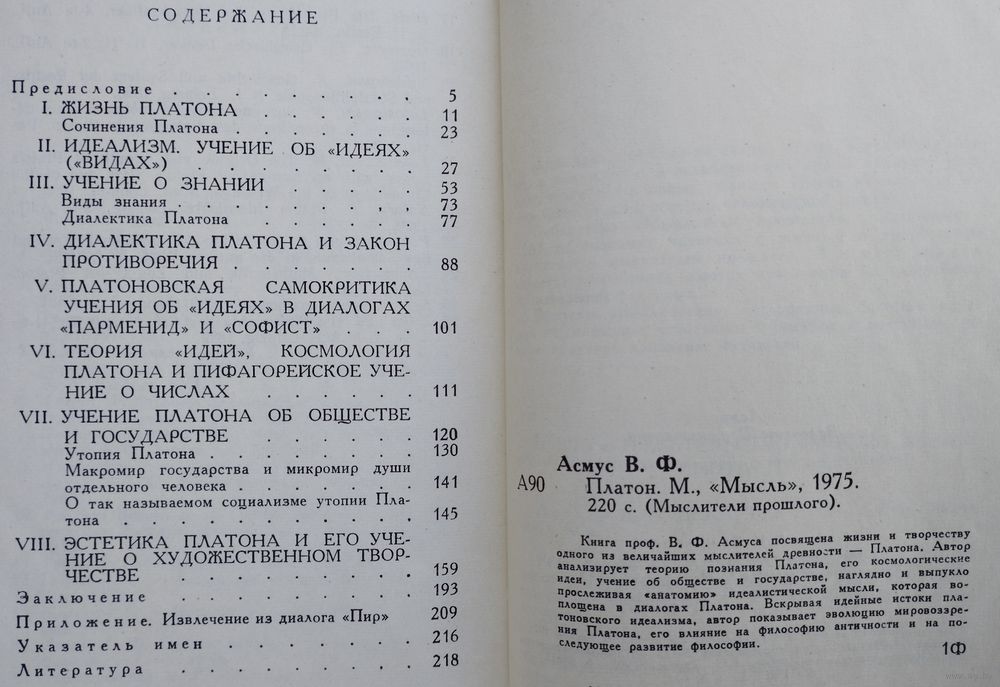 СОДЕРЖАНИЕ
Предисловие . . . . . . . . . 5
I. ЖИЗНЬ ПЛАТОНА . . . . . . 11
Сочинения Платона . . . . . . 23
II. ИДЕАЛИЗМ. УЧЕНИЕ ОБ «ИДЕЯХ»
(«ВИДАХ») . . . . . . . . 27
III. УЧЕНИЕ О ЗНАНИИ . . . . . 53
Виды знания . . . . . . . . . 73
Диалектика Платона . . . . . . 77
IV. ДИАЛЕКТИКА ПЛАТОНА И ЗАКОН
ПРОТИВОРЕЧИЯ . . . . . . . 88
V. ПЛАТОНОВСКАЯ САМОКРИТИКА
УЧЕНИЯ ОБ «ИДЕЯХ» В ДИАЛОГАХ
«ПАРМЕНИД» И «СОФИСТ» . . . 101
VI. ТЕОРИЯ «ИДЕЙ», КОСМОЛОГИЯ
ПЛАТОНА И ПИФАГОРЕЙСКОЕ УЧЕ-
НИЕ О ЧИСЛАХ . . . . . . 111
VII. УЧЕНИЕ ПЛАТОНА ОБ ОБЩЕСТВЕ
И ГОСУДАРСТВЕ . . . . . . 120
Утопия Платона . . . . . . . . 130
Макромир государства и микромир души
отдельного человека . . . . . . . 141
О так называемом социализме утопии Пла-
тона . . . . . . . . . . . 145
VIII. ЭСТЕТИКА ПЛАТОНА И ЕГО УЧЕ-
НИЕ О ХУДОЖЕСТВЕННОМ ТВОР-
ЧЕСТВЕ . . . . . . . . . 159
Заключение . . . . . . . . . 193
Приложение. Извлечение из диалога «Пир» 209
Указатель имен . . . . . . . 216
Литература . . . . . . . . 218
Асмус В. Ф.
А90 Платон. М., «Мысль», 1975.
220 с. (Мыслители прошлого).
Книга проф. В. Ф. Асмуса посвящена жизни и творчеству
одного из величайших мыслителей древности — Платона. Автор
анализирует теорию познания Платона, его космологические
идеи, учение об обществе и государстве, наглядно и выпукло
прослеживая «анатомию» идеалистической мысли, которая во-
площена в диалогах Платона. Вскрывая идейные истоки пла-
тоновского идеализма, автор показывает эволюцию мировоззре-
ния Платона, его влияние на философию античности и на по-
следующее развитие философии.
1Ф